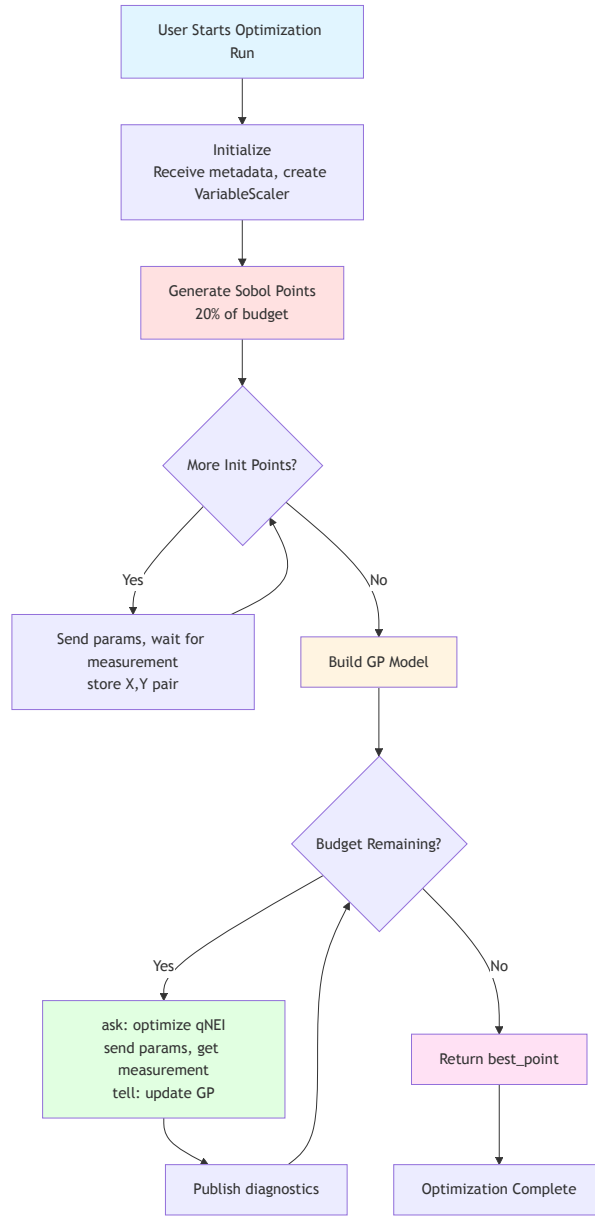 User Starts Optimization
Run
Initialize
Receive metadata, create
VariableScaler
Generate Sobol Points
20% of budget
More Init Points?
Yes
No
Send params, wait for
measurement
store X,Y pair
Build GP Model
Budget Remaining?
Yes
No
ask: optimize qNEI
send params, get
measurement
tell: update GP
Return best_point
Publish diagnostics
Optimization Complete